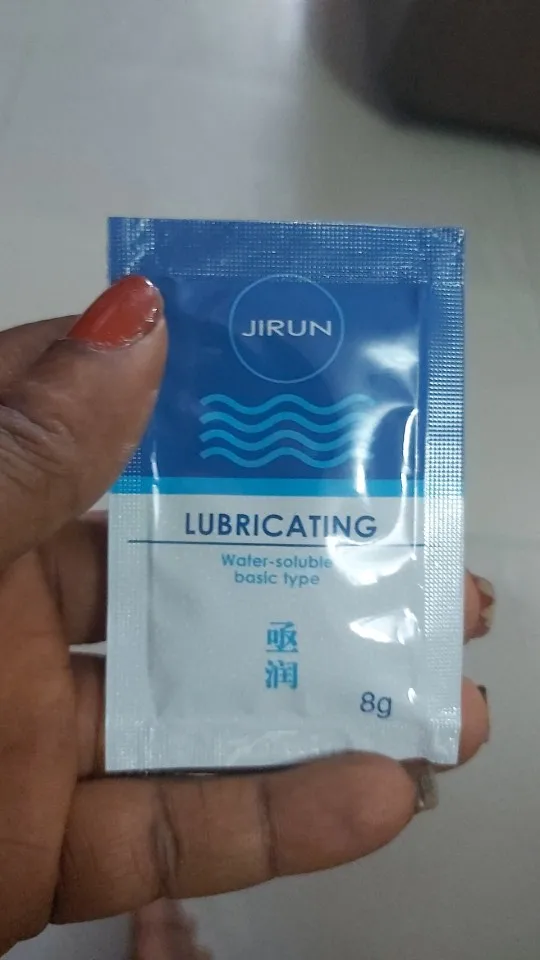 JIRUN
LUBRICATING
Water-soluble
basic type
亟
润
8g